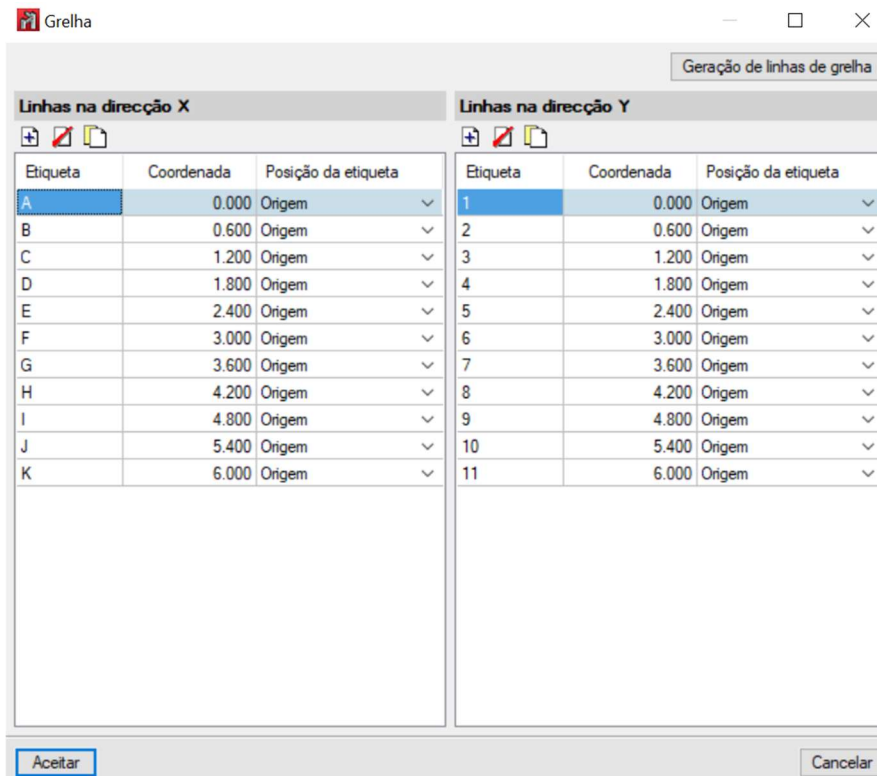 Grelha
Geração de linhas de grelha
Linhas na direcção X
Etiqueta Coordenada Posição da etiqueta
A 0.000 Origem
B 0.600 Origem
C 1.200 Origem
D 1.800 Origem
E 2.400 Origem
F 3.000 Origem
G 3.600 Origem
H 4.200 Origem
I 4.800 Origem
J 5.400 Origem
K 6.000 Origem
Linhas na direcção Y
Etiqueta Coordenada Posição da etiqueta
1 0.000 Origem
2 0.600 Origem
3 1.200 Origem
4 1.800 Origem
5 2.400 Origem
6 3.000 Origem
7 3.600 Origem
8 4.200 Origem
9 4.800 Origem
10 5.400 Origem
11 6.000 Origem
Aceitar
Cancelar